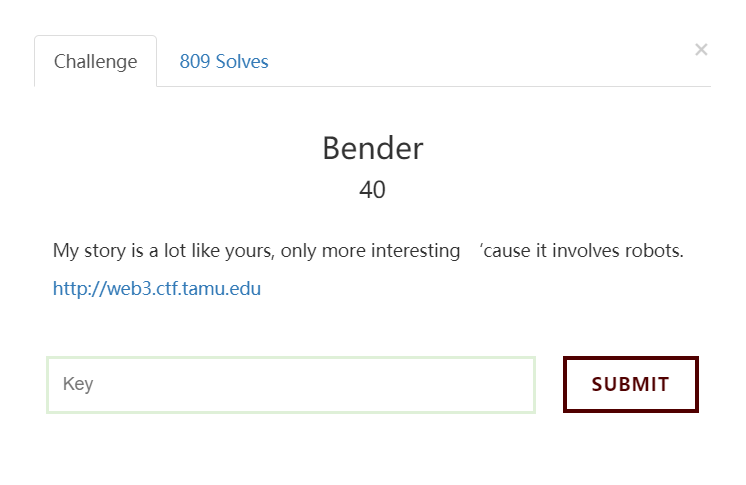 Challenge
809 Solves
×
Bender
40
My story is a lot like yours, only more interesting ‘cause it involves robots.
http://web3.ctf.tamu.edu
Key
SUBMIT